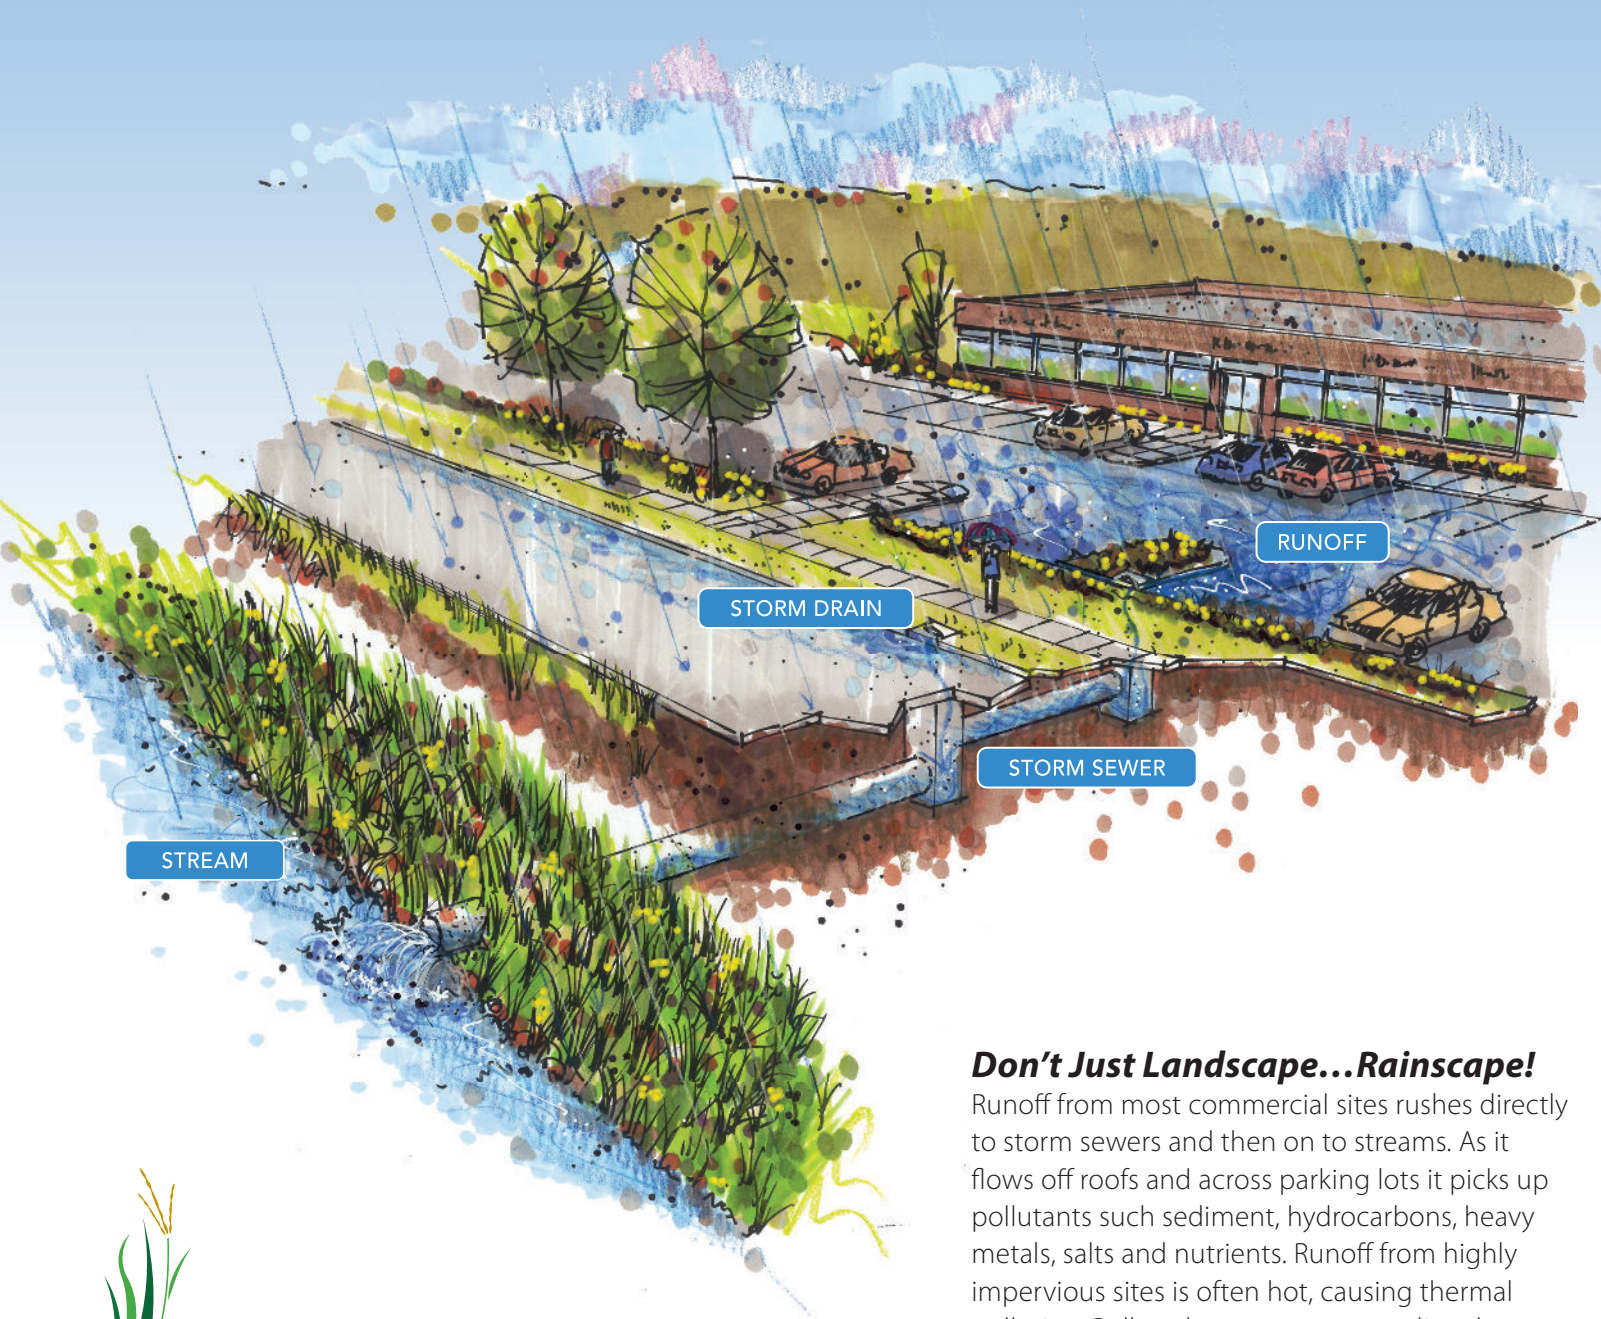 RUNOFF
STORM DRAIN
STORM SEWER
STREAM
Don’t Just Landscape...Rainscape!
Runoff from most commercial sites rushes directly
to storm sewers and then on to streams. As it
flows off roofs and across parking lots it picks up
pollutants such sediment, hydrocarbons, heavy
metals, salts and nutrients. Runoff from highly
impervious sites is often hot, causing thermal